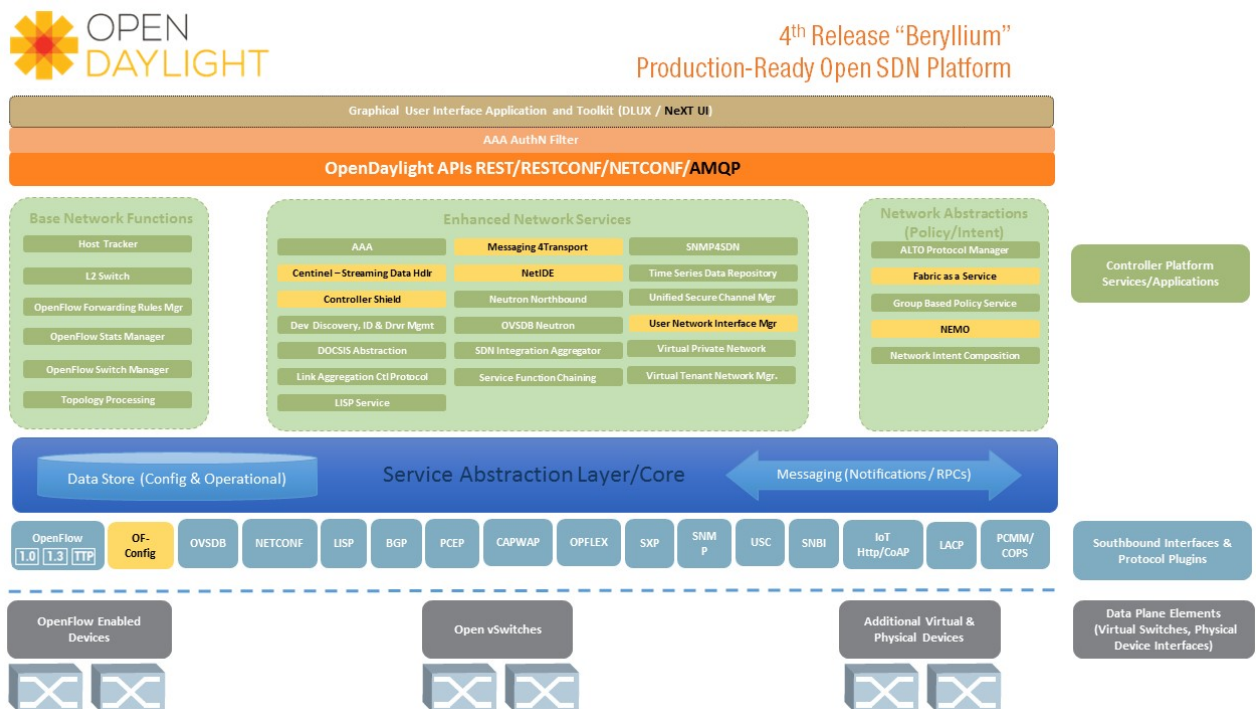 OPEN
DAYLIGHT
4th Release “Beryllium”
Production-Ready Open SDN Platform
Graphical User Interface Application and Toolkit (DLUX / NeXT UI)
AAA AuthN Filter
OpenDaylight APIs REST/RESTCONF/NETCONF/AMQP
Base Network Functions
Host Tracker
L2 Switch
OpenFlow Forwarding Rules Mgr
OpenFlow Stats Manager
OpenFlow Switch Manager
Topology Processing
Enhanced Network Services
AAA
Centinel – Streaming Data Hdlr
Controller Shield
Dev Discovery, ID & Drvr Mgmt
DOCSIS Abstraction
Link Aggregation Ctl Protocol
LISP Service
Messaging 4Transport
NetIDE
Neutron Northbound
OVSDB Neutron
SDN Integration Aggregator
Service Function Chaining
SNMP4SDN
Time Series Data Repository
Unified Secure Channel Mgr
User Network Interface Mgr
Virtual Private Network
Virtual Tenant Network Mgr.
Network Abstractions
(Policy/Intent)
ALTO Protocol Manager
Fabric as a Service
Group Based Policy Service
NEMO
Network Intent Composition
Controller Platform
Services/Applications
Data Store (Config & Operational)
Service Abstraction Layer/Core
Messaging (Notifications / RPCs)
OpenFlow
1.0 1.3 TTP
OF-
Config
OVSDB
NETCONF
LISP
BGP
PCEP
CAPWAP
OPFLEX
SXP
SNM
P
USC
SNBI
IoT
Http/CoAP
LACP
PCMM/
COPS
Southbound Interfaces &
Protocol Plugins
OpenFlow Enabled
Devices
Open vSwitches
Additional Virtual &
Physical Devices
Data Plane Elements
(Virtual Switches, Physical
Device Interfaces)